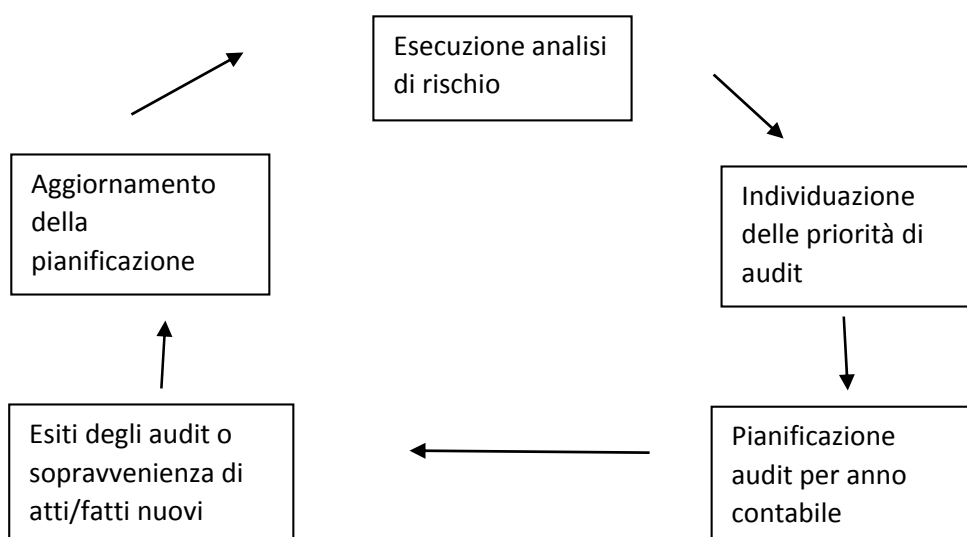 Esecuzione analisi
di rischio
Individuazione
delle priorità di
audit
Pianificazione
audit per anno
contabile
Esiti degli audit o
sopravvenienza di
atti/fatti nuovi
Aggiornamento
della
pianificazione